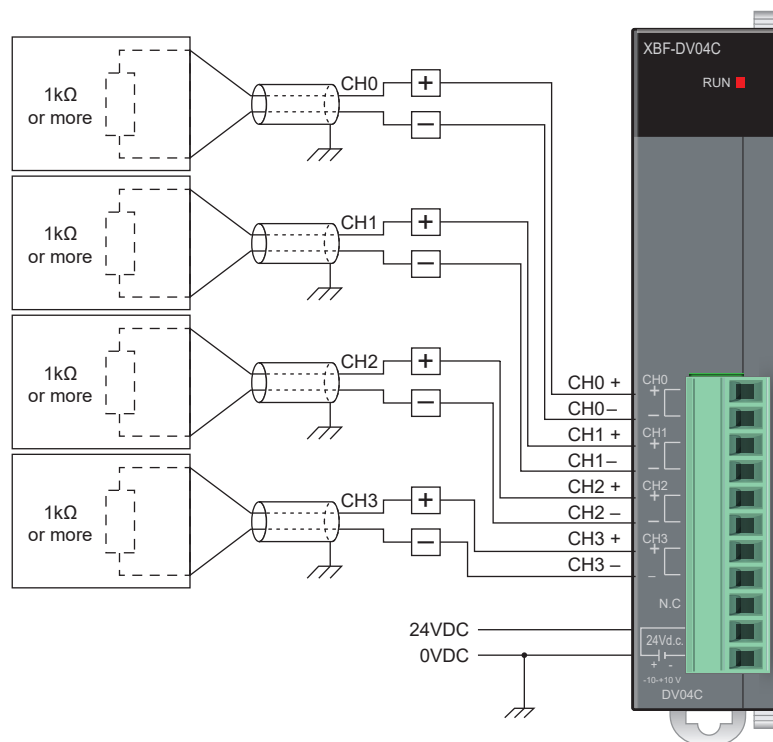 XBF-DV04C
RUN
1kΩ
or more
CH0
+
−
1kΩ
or more
CH1
+
−
1kΩ
or more
CH2
+
−
1kΩ
or more
CH3
+
−
CH0 +
CH0−
CH1 +
CH1−
CH2 +
CH2 −
CH3 +
CH3 −
CH0
+
−
CH1
+
−
CH2
+
−
CH3
+
−
N.C
24VDC
0VDC
24Vd.c.
+ -
-10-+10 V
DV04C